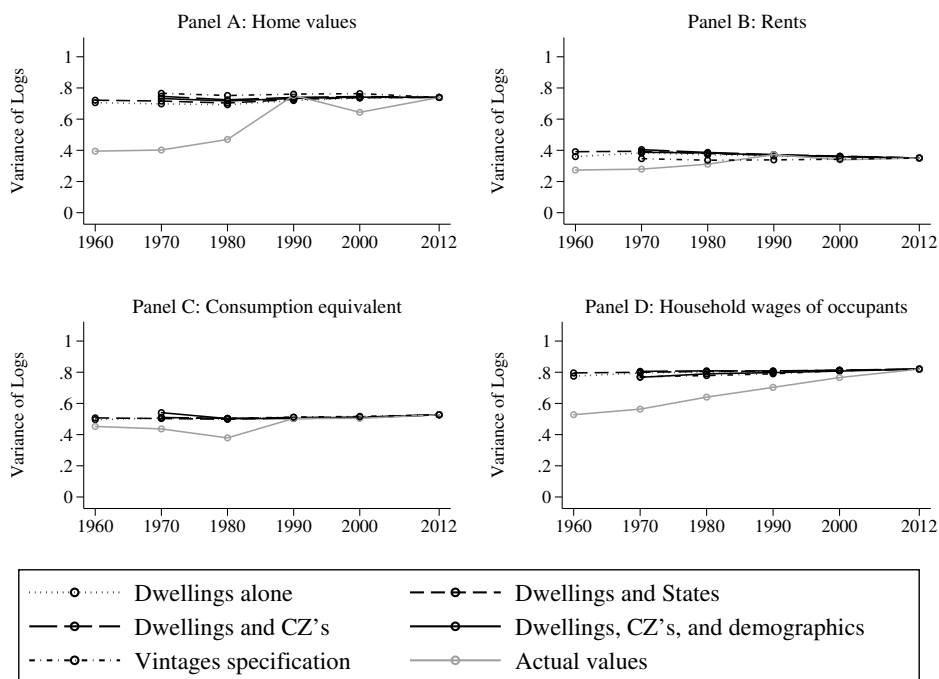 Panel A: Home values
Variance of Logs
1
.8
.6
.4
.2
0
1960 1970 1980 1990 2000 2012
Panel B: Rents
Variance of Logs
1
.8
.6
.4
.2
0
1960 1970 1980 1990 2000 2012
Panel C: Consumption equivalent
Variance of Logs
1
.8
.6
.4
.2
0
1960 1970 1980 1990 2000 2012
Panel D: Household wages of occupants
Variance of Logs
1
.8
.6
.4
.2
0
1960 1970 1980 1990 2000 2012
Dwellings alone
Dwellings and States
Dwellings and CZ's
Dwellings, CZ's, and demographics
Vintages specification
Actual values